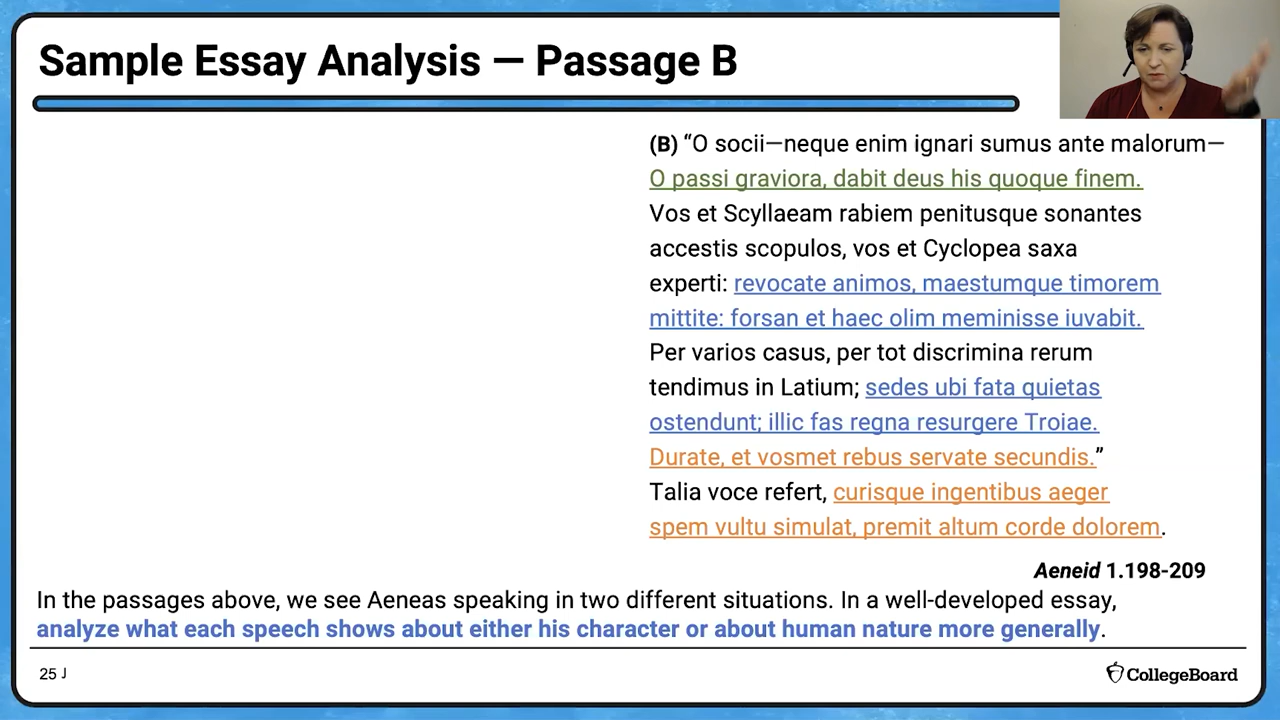 Sample Essay Analysis — Passage B
(B) “O socii—neque enim ignari sumus ante malorum—
O passi graviora, dabit deus his quoque finem.
Vos et Scyllaeam rabiem penitusque sonantes
accestis scopulos, vos et Cyclopea saxa
experti: revocate animos, maestumque timorem
mittite: forsan et haec olim meminisse iuvabit.
Per varios casus, per tot discrimina rerum
tendimus in Latium; sedes ubi fata quietas
ostendunt; illic fas regna resurgere Troiae.
Durate, et vosmet rebus servate secundis.”
Talia voce refert, curisque ingentibus aeger
spem vultu simulat, premit altum corde dolorem.
Aeneid 1.198-209
In the passages above, we see Aeneas speaking in two different situations. In a well-developed essay,
analyze what each speech shows about either his character or about human nature more generally.
25 J
CollegeBoard